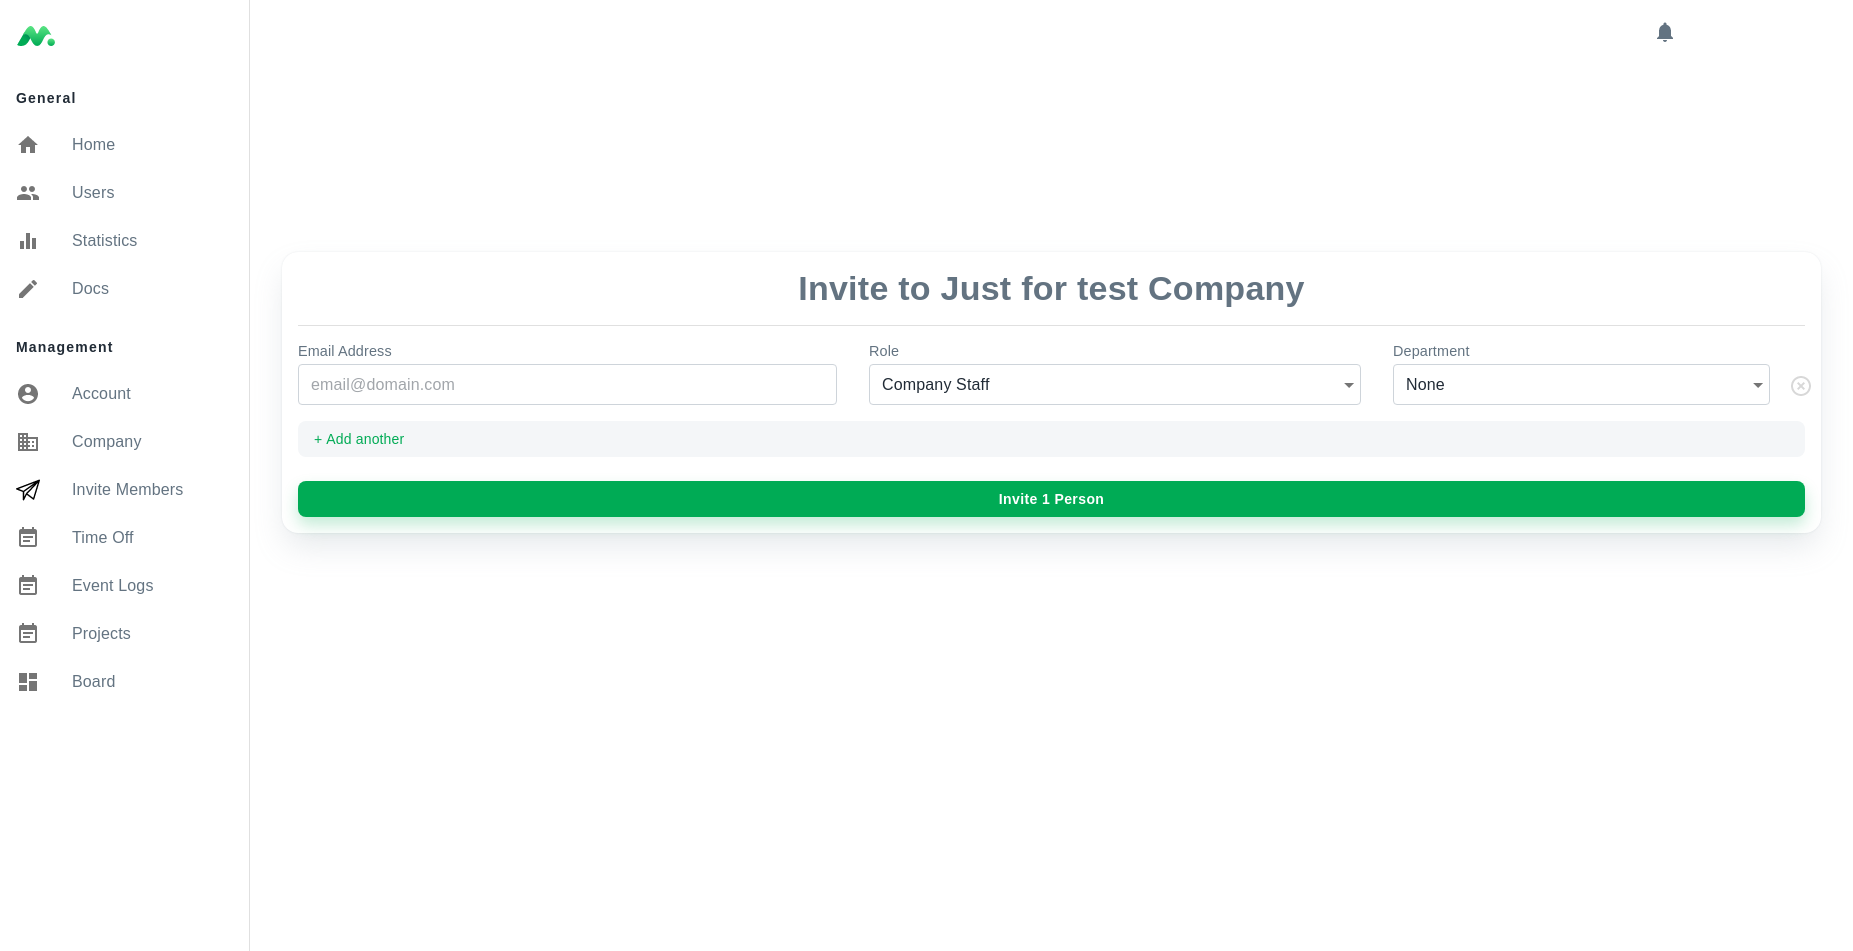 General
Home
Users
Statistics
Docs
Management
Account
Company
Invite Members
Time Off
Event Logs
Projects
Board
Invite to Just for test Company
Email Address
Role
Department
email@domain.com
Company Staff
None
+ Add another
Invite 1 Person